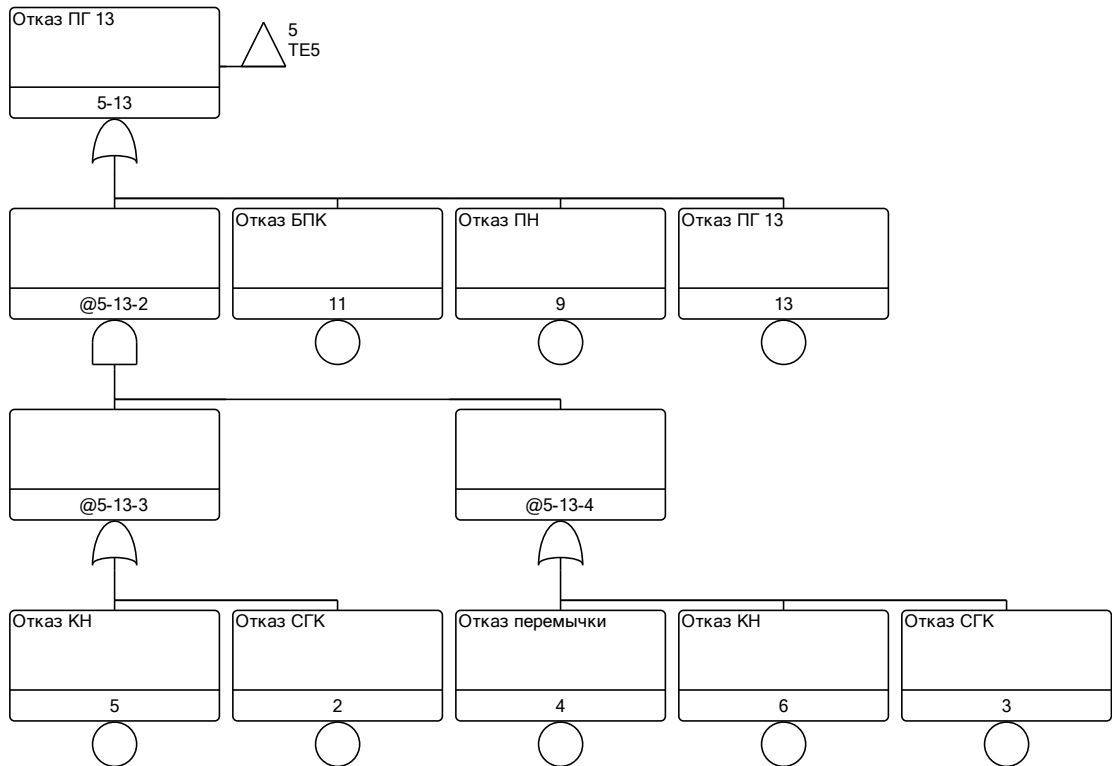 Отказ ПГ 13
5
TE5
5-13
Отказ БПК
Отказ ПН
Отказ ПГ 13
@5-13-2
11
9
13
@5-13-3
@5-13-4
Отказ КН
Отказ СГК
Отказ перемычки
Отказ КН
Отказ СГК
5
2
4
6
3